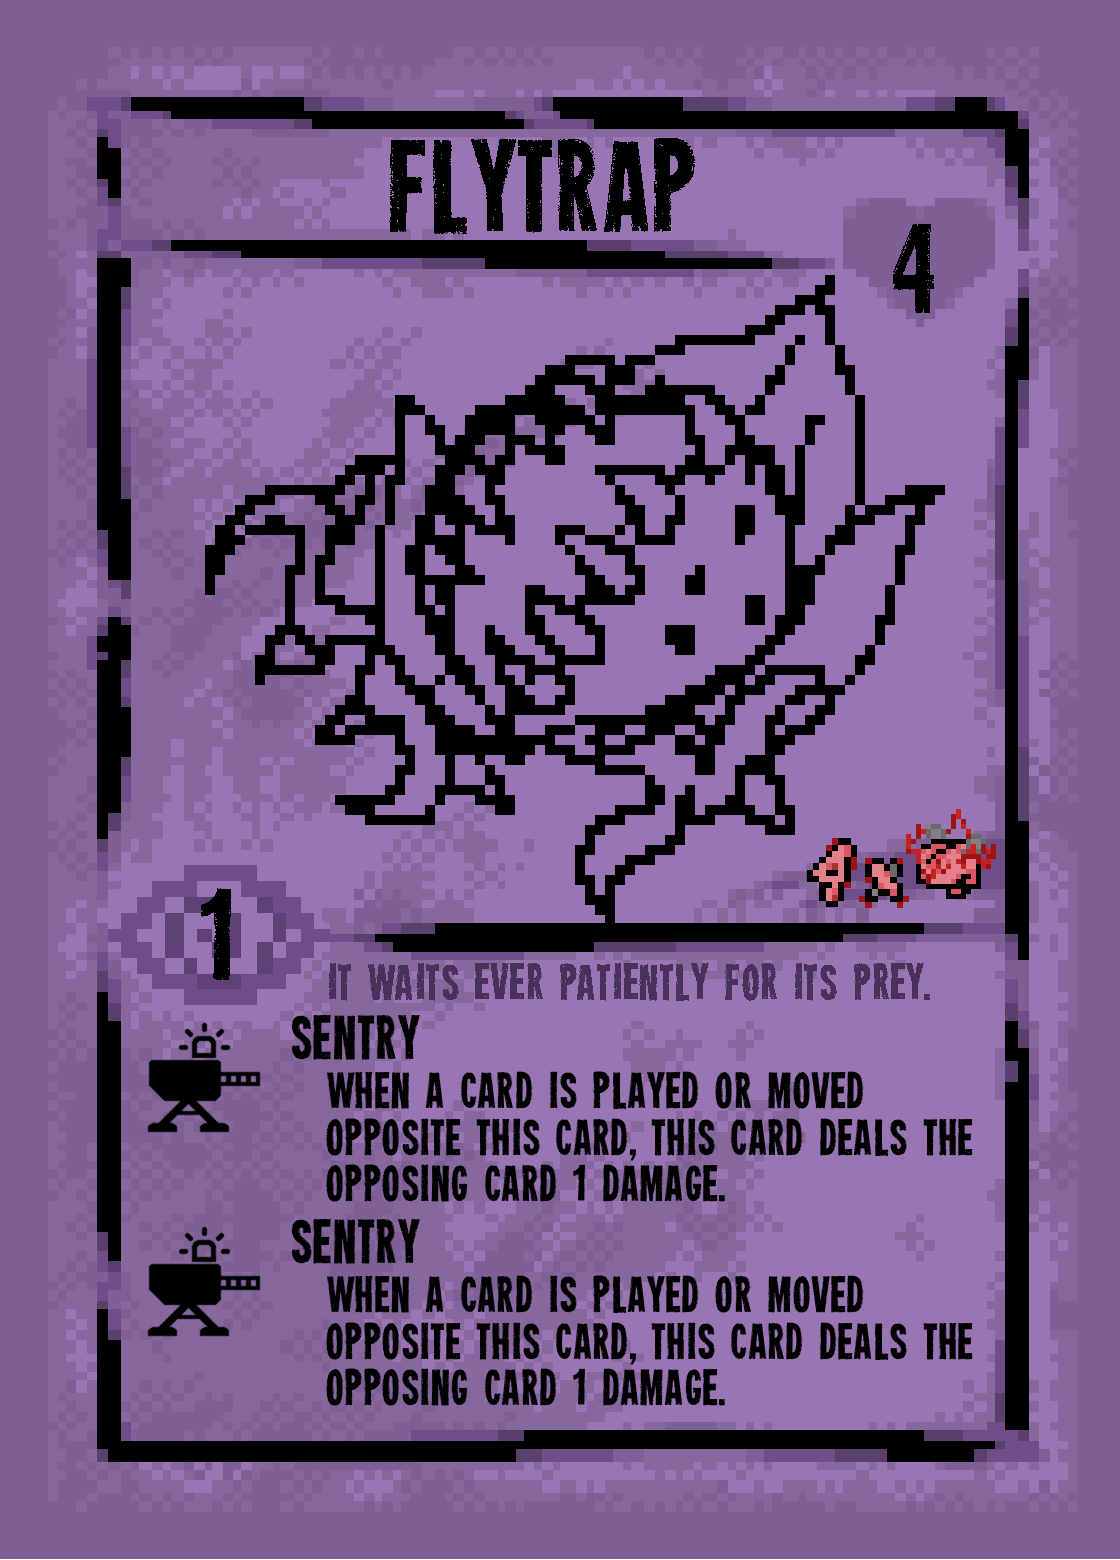 FLYTRAP
4
4 x
1
IT WAITS EVER PATIENTLY FOR ITS PREY.
SENTRY
WHEN A CARD IS PLAYED OR MOVED
OPPOSITE THIS CARD, THIS CARD DEALS THE
OPPOSING CARD 1 DAMAGE.
SENTRY
WHEN A CARD IS PLAYED OR MOVED
OPPOSITE THIS CARD, THIS CARD DEALS THE
OPPOSING CARD 1 DAMAGE.